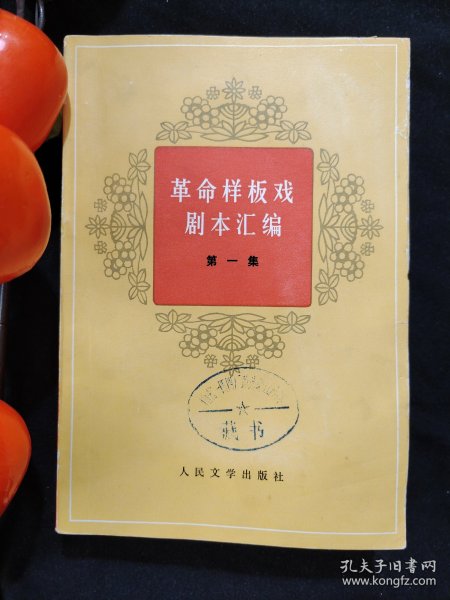 革命样板戏
剧本汇编
第一集
藏书
人民文学出版社
孔夫子旧书网
www.kongfz.com